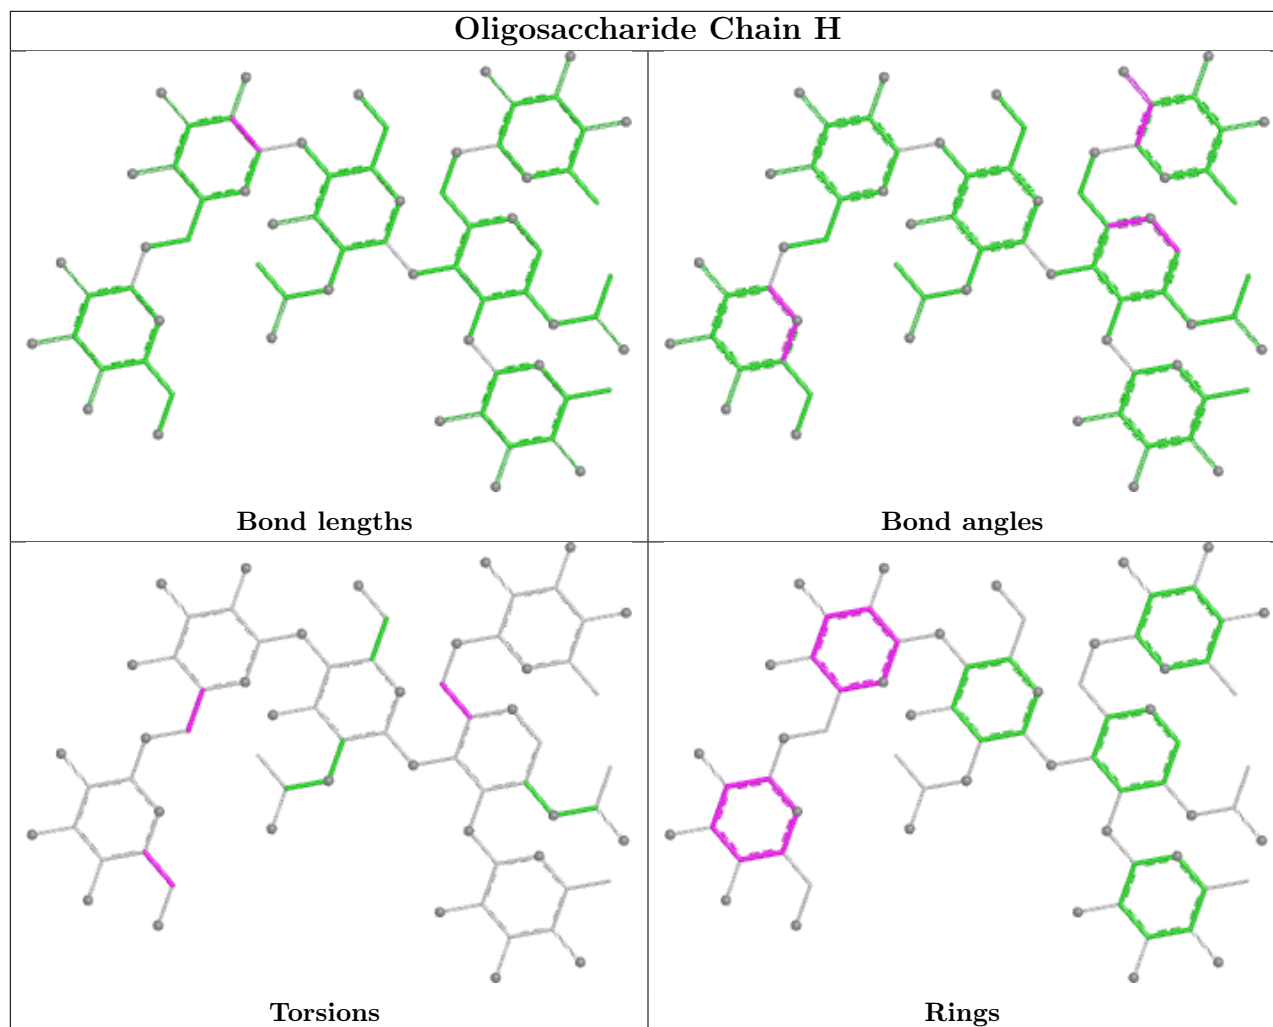 Oligosaccharide Chain H
Bond lengths
Bond angles
Torsions
Rings